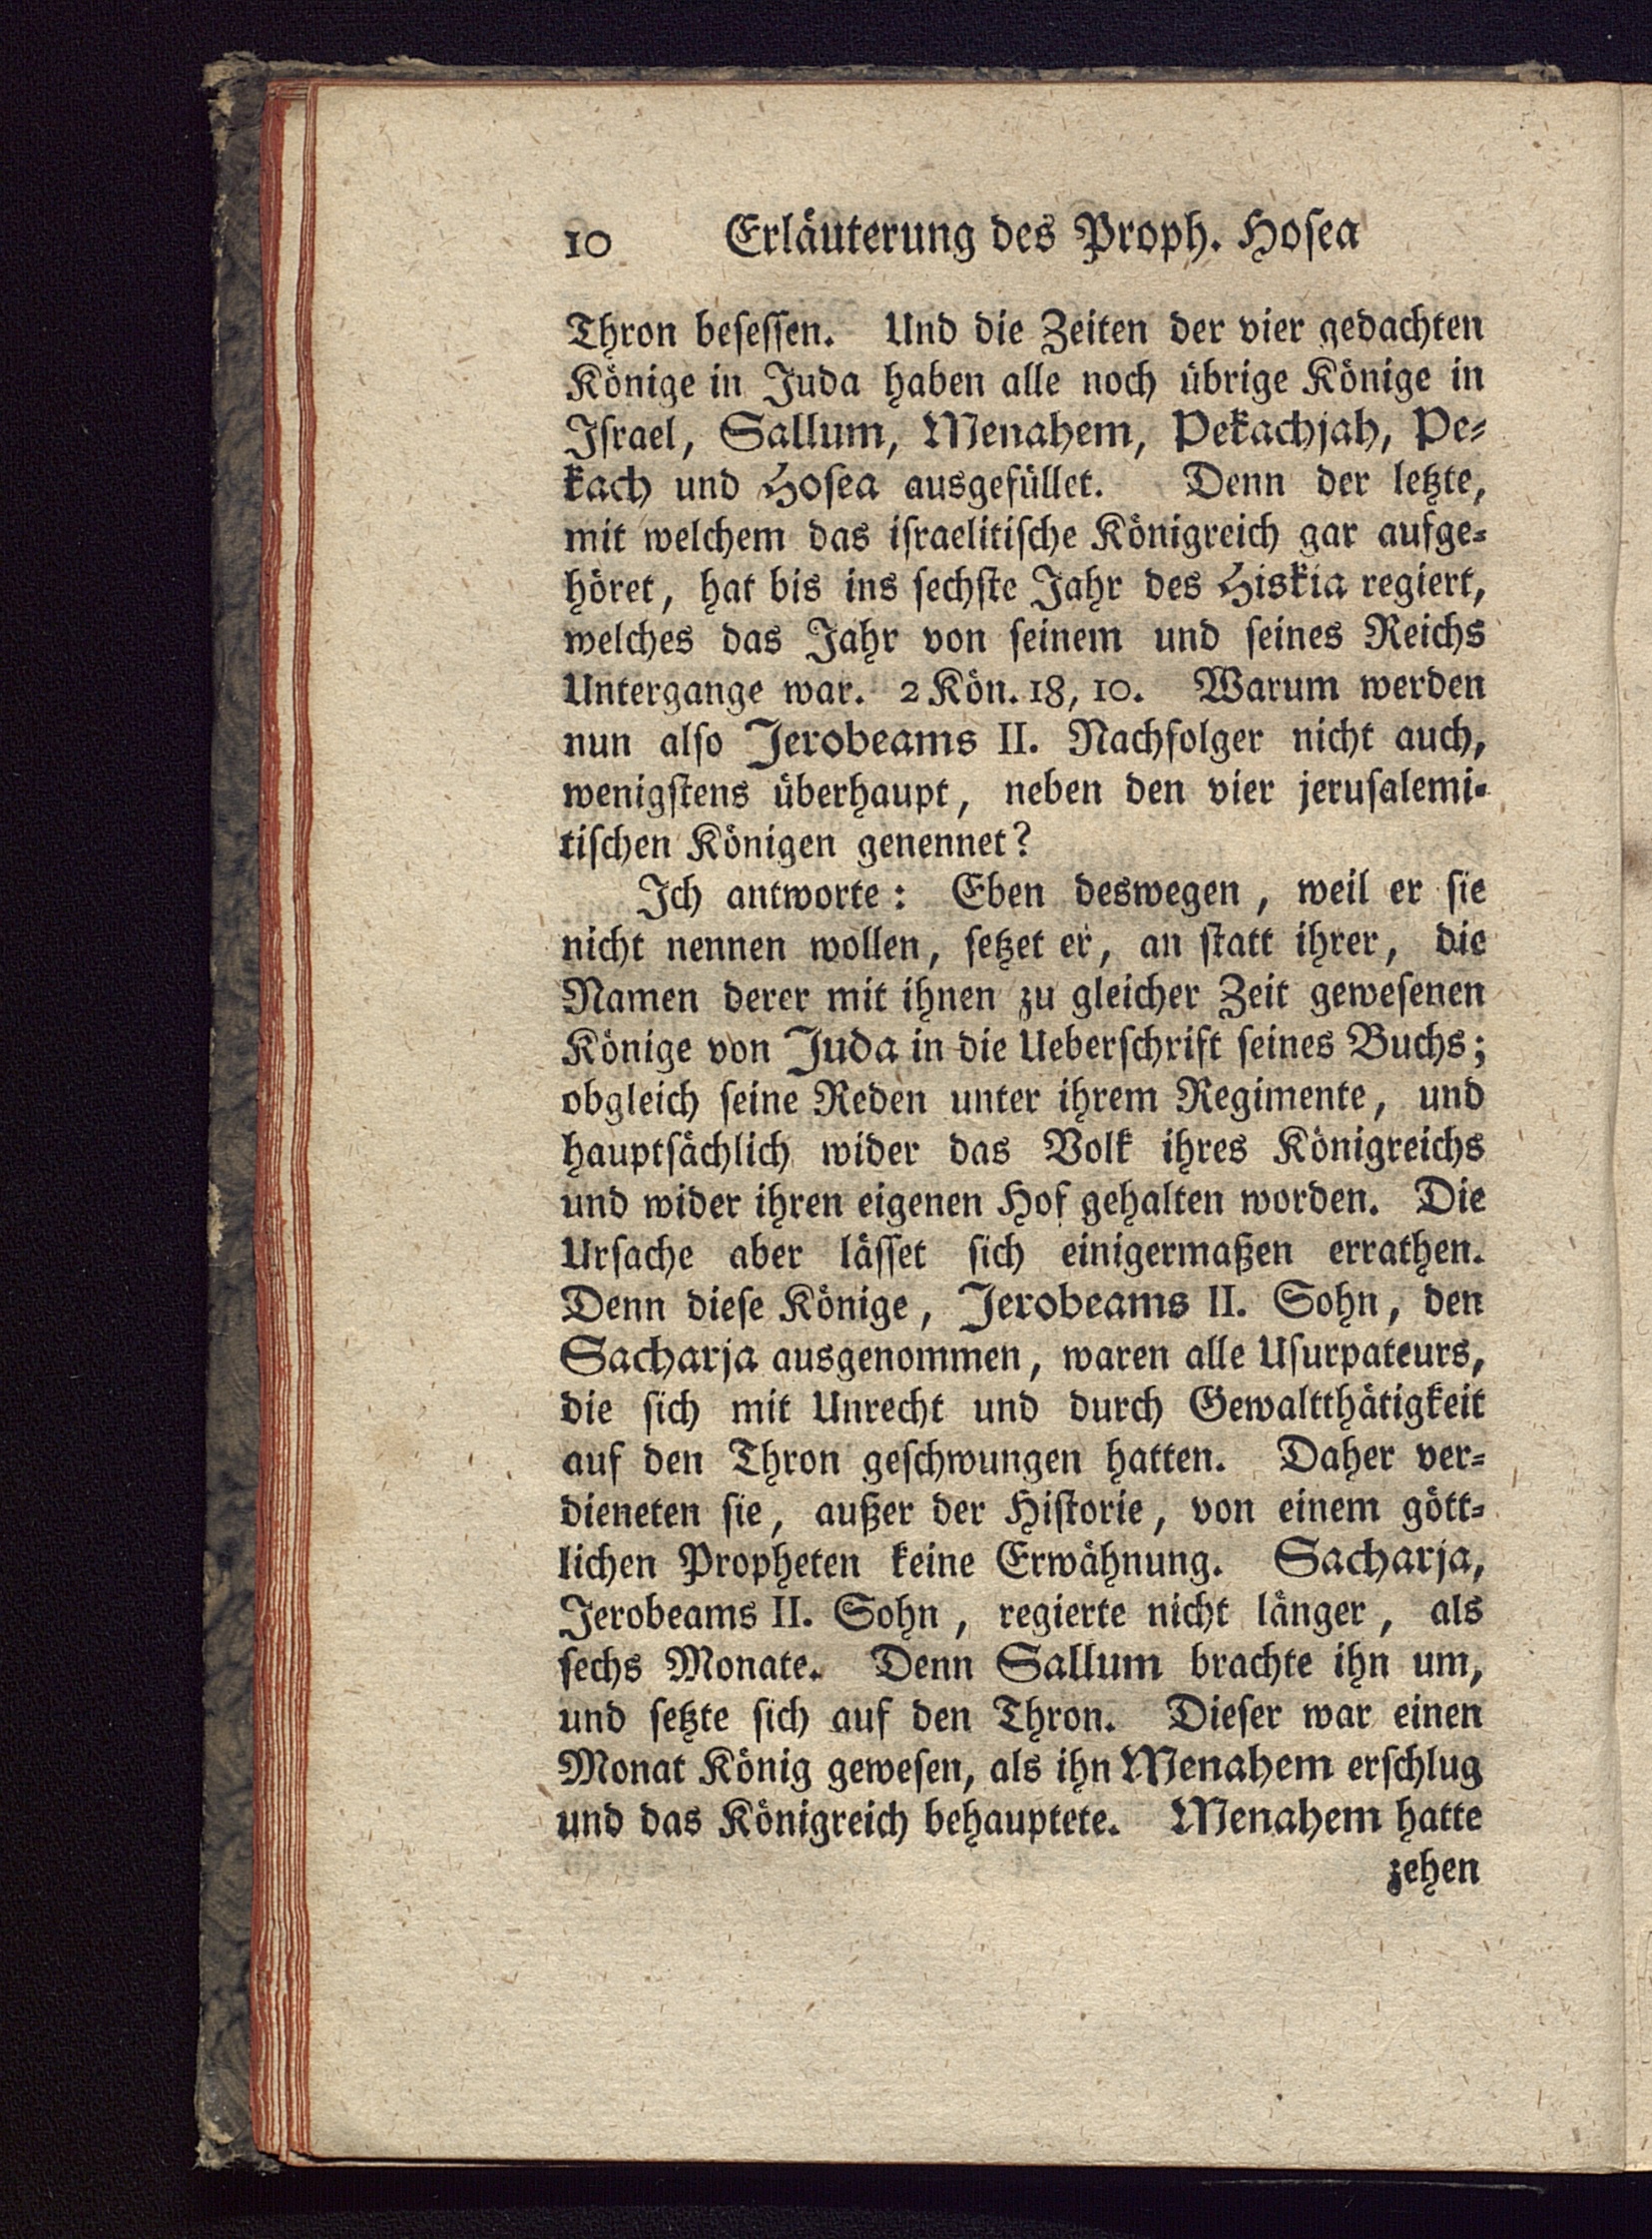 10 Erläuterung des Proph. Hoſea
Thron beſeſſen. Und die Zeiten der vier gedachten
Könige in Juda haben alle noch übrige Könige in
Iſrael, Sallum, Menahem, Pekachjah, Pe-
kach und Hoſea ausgefüllet. Denn der letzte,
mit welchem das iſraelitiſche Königreich gar aufge-
höret, hat bis ins ſechſte Jahr des Hiskia regiert,
welches das Jahr von ſeinem und ſeines Reichs
Untergange war. 2 Kön. 18, 10. Warum werden
nun alſo Jerobeams II. Nachfolger nicht auch,
wenigſtens überhaupt, neben den vier jeruſalemi-
tiſchen Königen genennet?
Ich antworte: Eben deswegen, weil er ſie
nicht nennen wollen, ſetzet er, an ſtatt ihrer, die
Namen derer mit ihnen zu gleicher Zeit geweſenen
Könige von Juda in die Ueberſchrift ſeines Buchs;
obgleich ſeine Reden unter ihrem Regimente, und
hauptſächlich wider das Volk ihres Königreichs
und wider ihren eigenen Hof gehalten worden. Die
Urſache aber läſſet ſich einigermaßen errathen.
Denn dieſe Könige, Jerobeams II. Sohn, den
Sacharja ausgenommen, waren alle Uſurpateurs,
die ſich mit Unrecht und durch Gewaltthätigkeit
auf den Thron geſchwungen hatten. Daher ver-
dieneten ſie, außer der Hiſtorie, von einem gött-
lichen Propheten keine Erwähnung. Sacharja,
Jerobeams II. Sohn, regierte nicht länger, als
ſechs Monate. Denn Sallum brachte ihn um,
und ſetzte ſich auf den Thron. Dieſer war einen
Monat König geweſen, als ihn Menahem erſchlug
und das Königreich behauptete. Menahem hatte
zehen